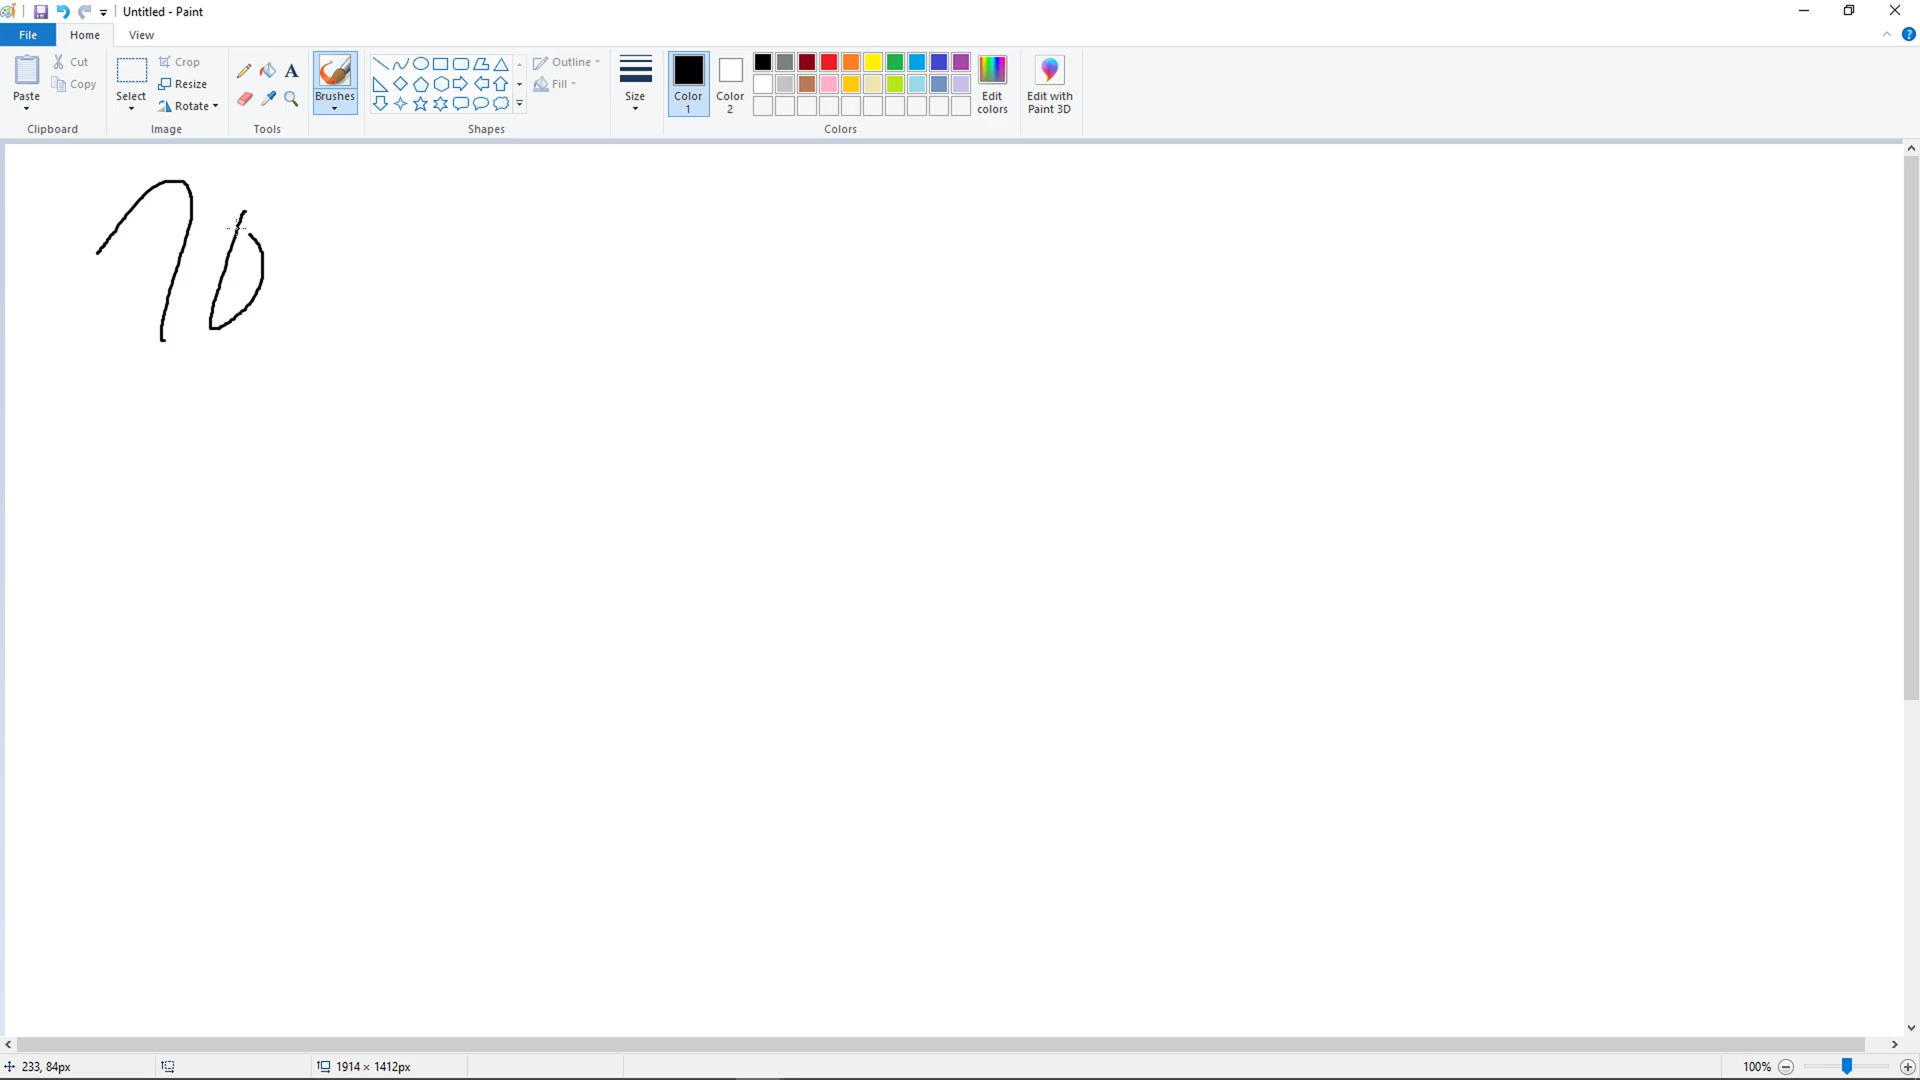 Untitled - Paint
File Home View
Paste Cut Copy Clipboard
Select Crop Resize Rotate Image
A Tools
Brushes
Shapes Outline Fill
Size
Color 1 Color 2 Edit colors Colors
Edit with Paint 3D
70
233, 84px 1914 × 1412px 100%